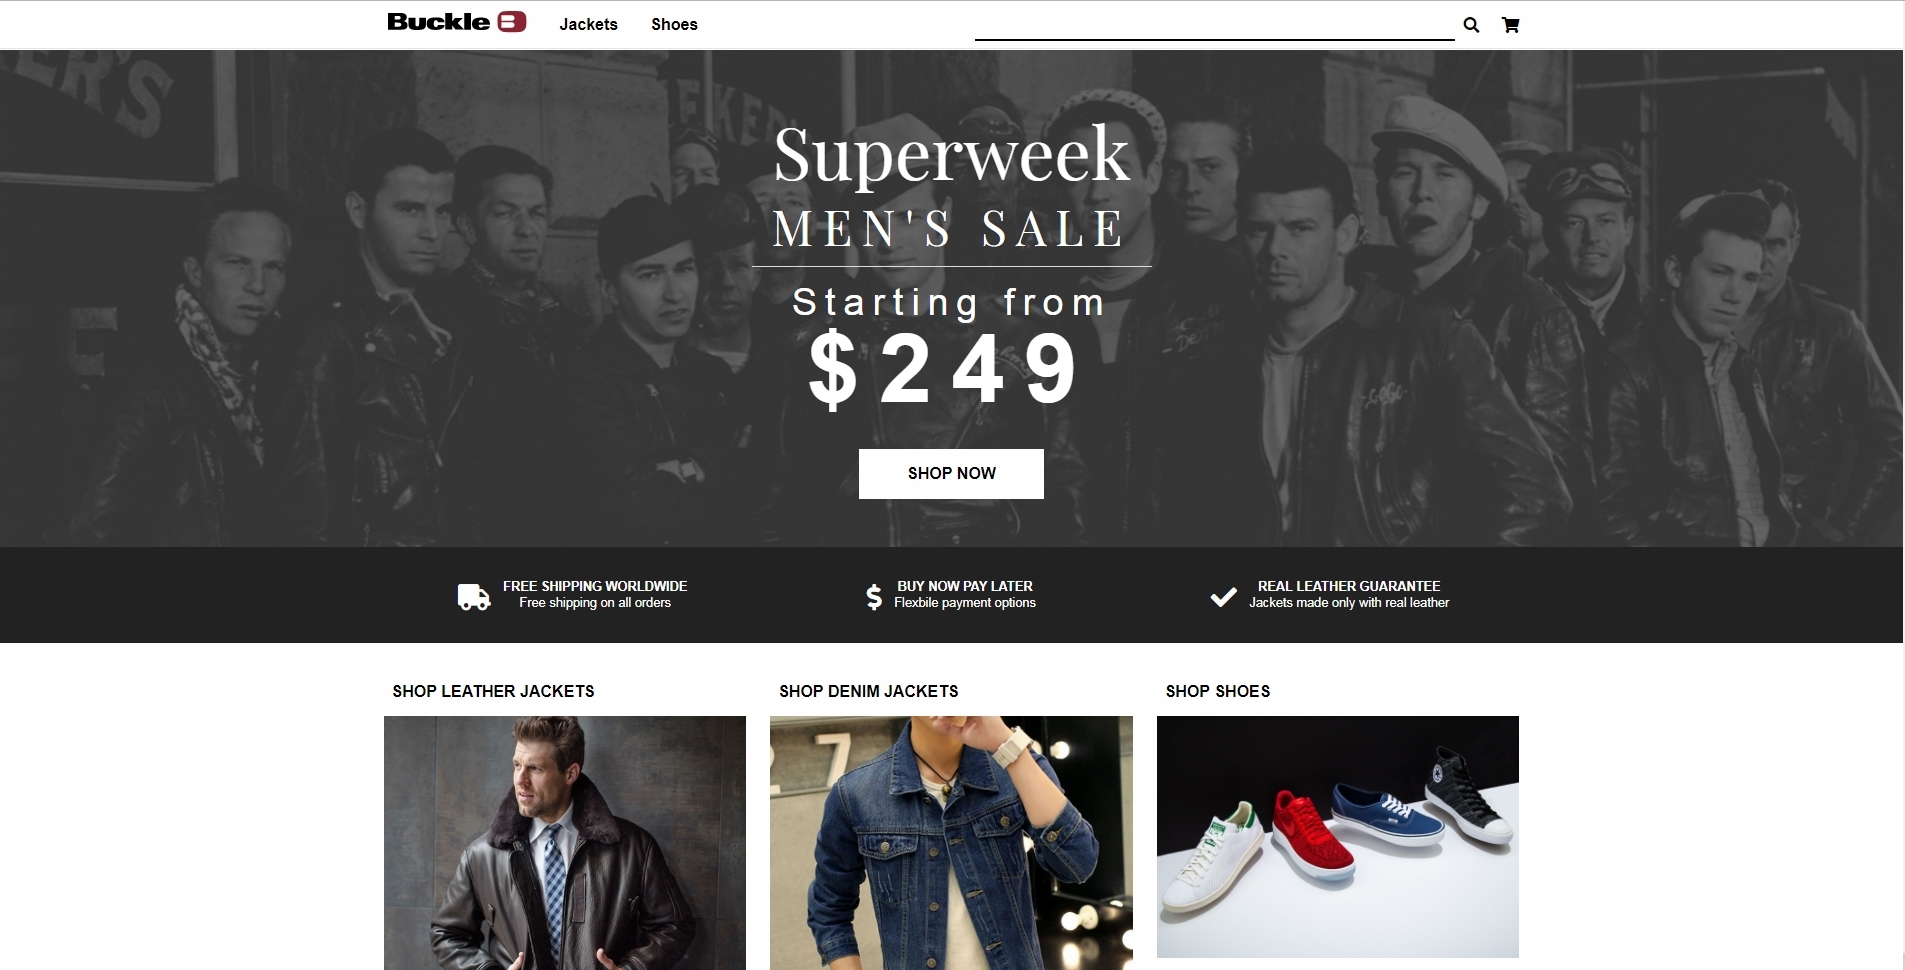 Buckle B
Jackets
Shoes
Superweek
MEN'S SALE
Starting from
$249
SHOP NOW
FREE SHIPPING WORLDWIDE
Free shipping on all orders
BUY NOW PAY LATER
Flexbile payment options
REAL LEATHER GUARANTEE
Jackets made only with real leather
SHOP LEATHER JACKETS
SHOP DENIM JACKETS
SHOP SHOES
ER'S
7